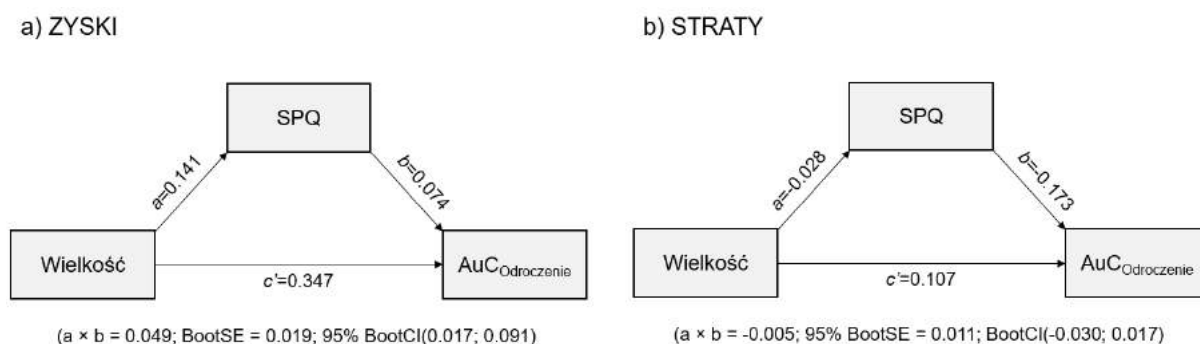 a) ZYSKI
SPQ
a=0.141
b=0.074
Wielkość
c'=0.347
AuCOdroczenie
(a × b = 0.049; BootSE = 0.019; 95% BootCI(0.017; 0.091)
b) STRATY
SPQ
a=-0.028
b=-0.173
Wielkość
c'=0.107
AuCOdroczenie
(a × b = -0.005; 95% BootSE = 0.011; BootCI(-0.030; 0.017)